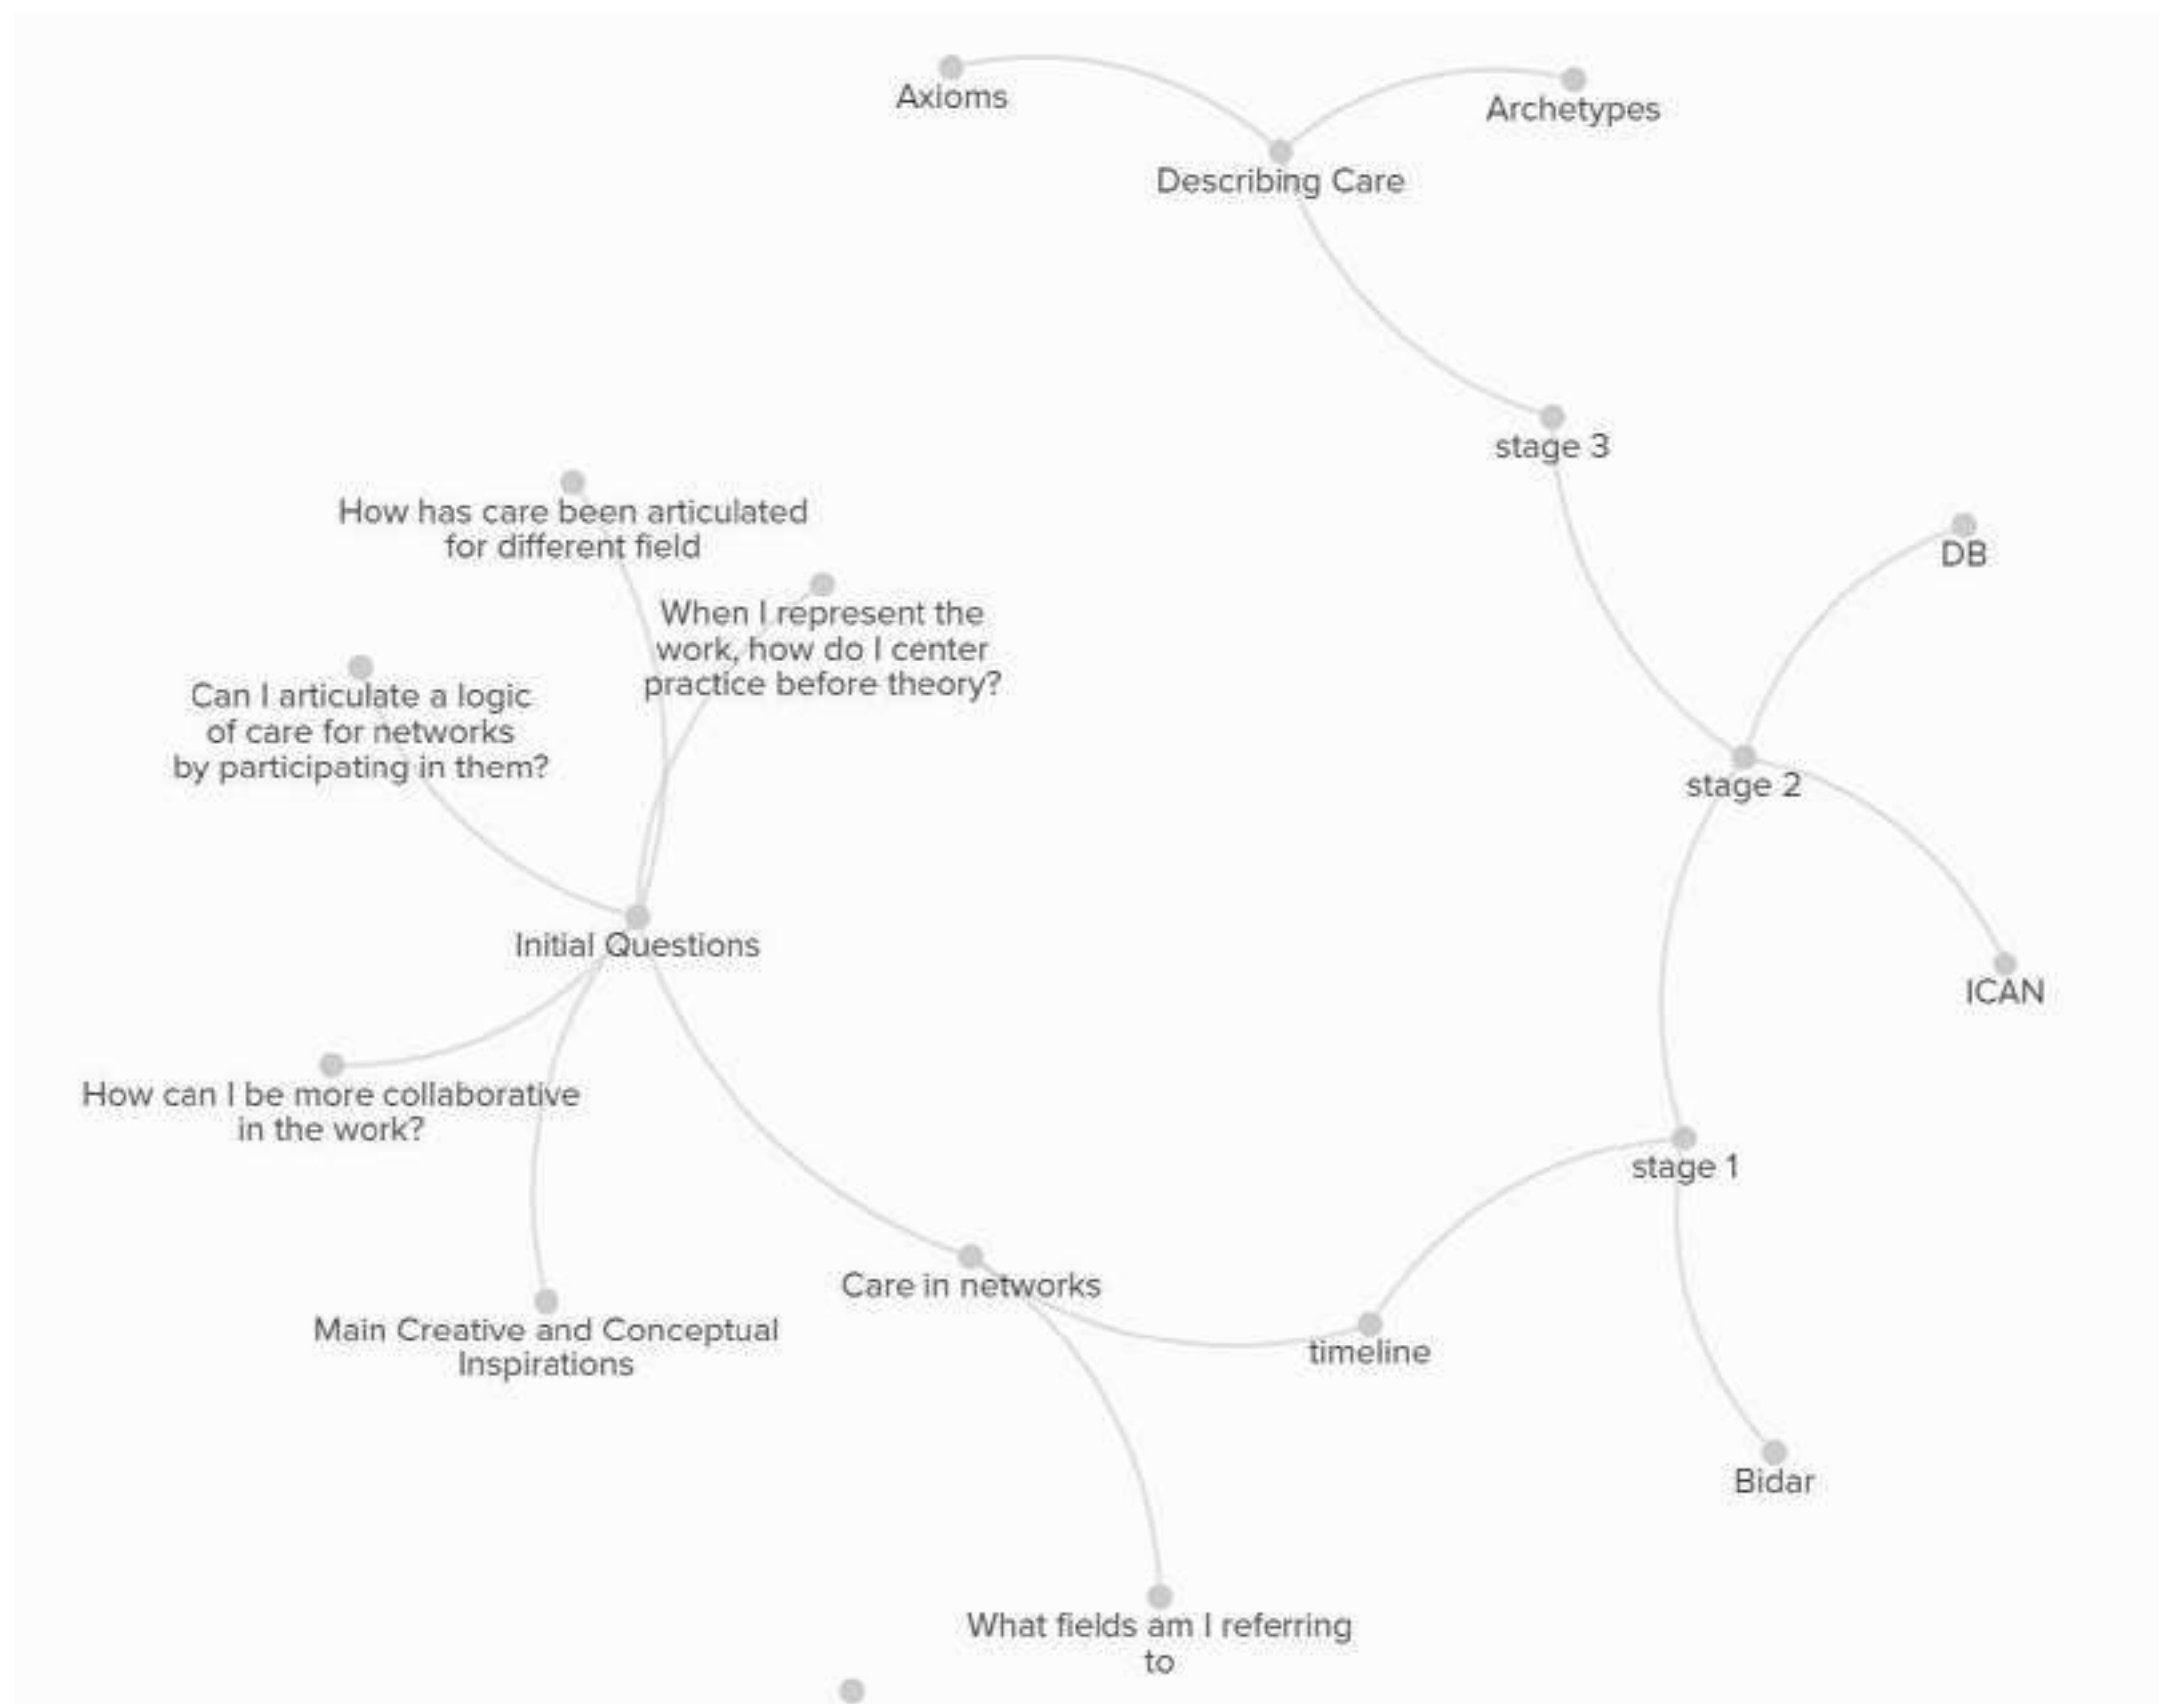 Axioms
Archetypes
Describing Care
stage 3
How has care been articulated
for different field
DB
When I represent the
work, how do I center
practice before theory?
Can I articulate a logic
of care for networks
by participating in them?
stage 2
Initial Questions
ICAN
How can I be more collaborative
in the work?
stage 1
Care in networks
Main Creative and Conceptual
Inspirations
timeline
Bidar
What fields am I referring
to